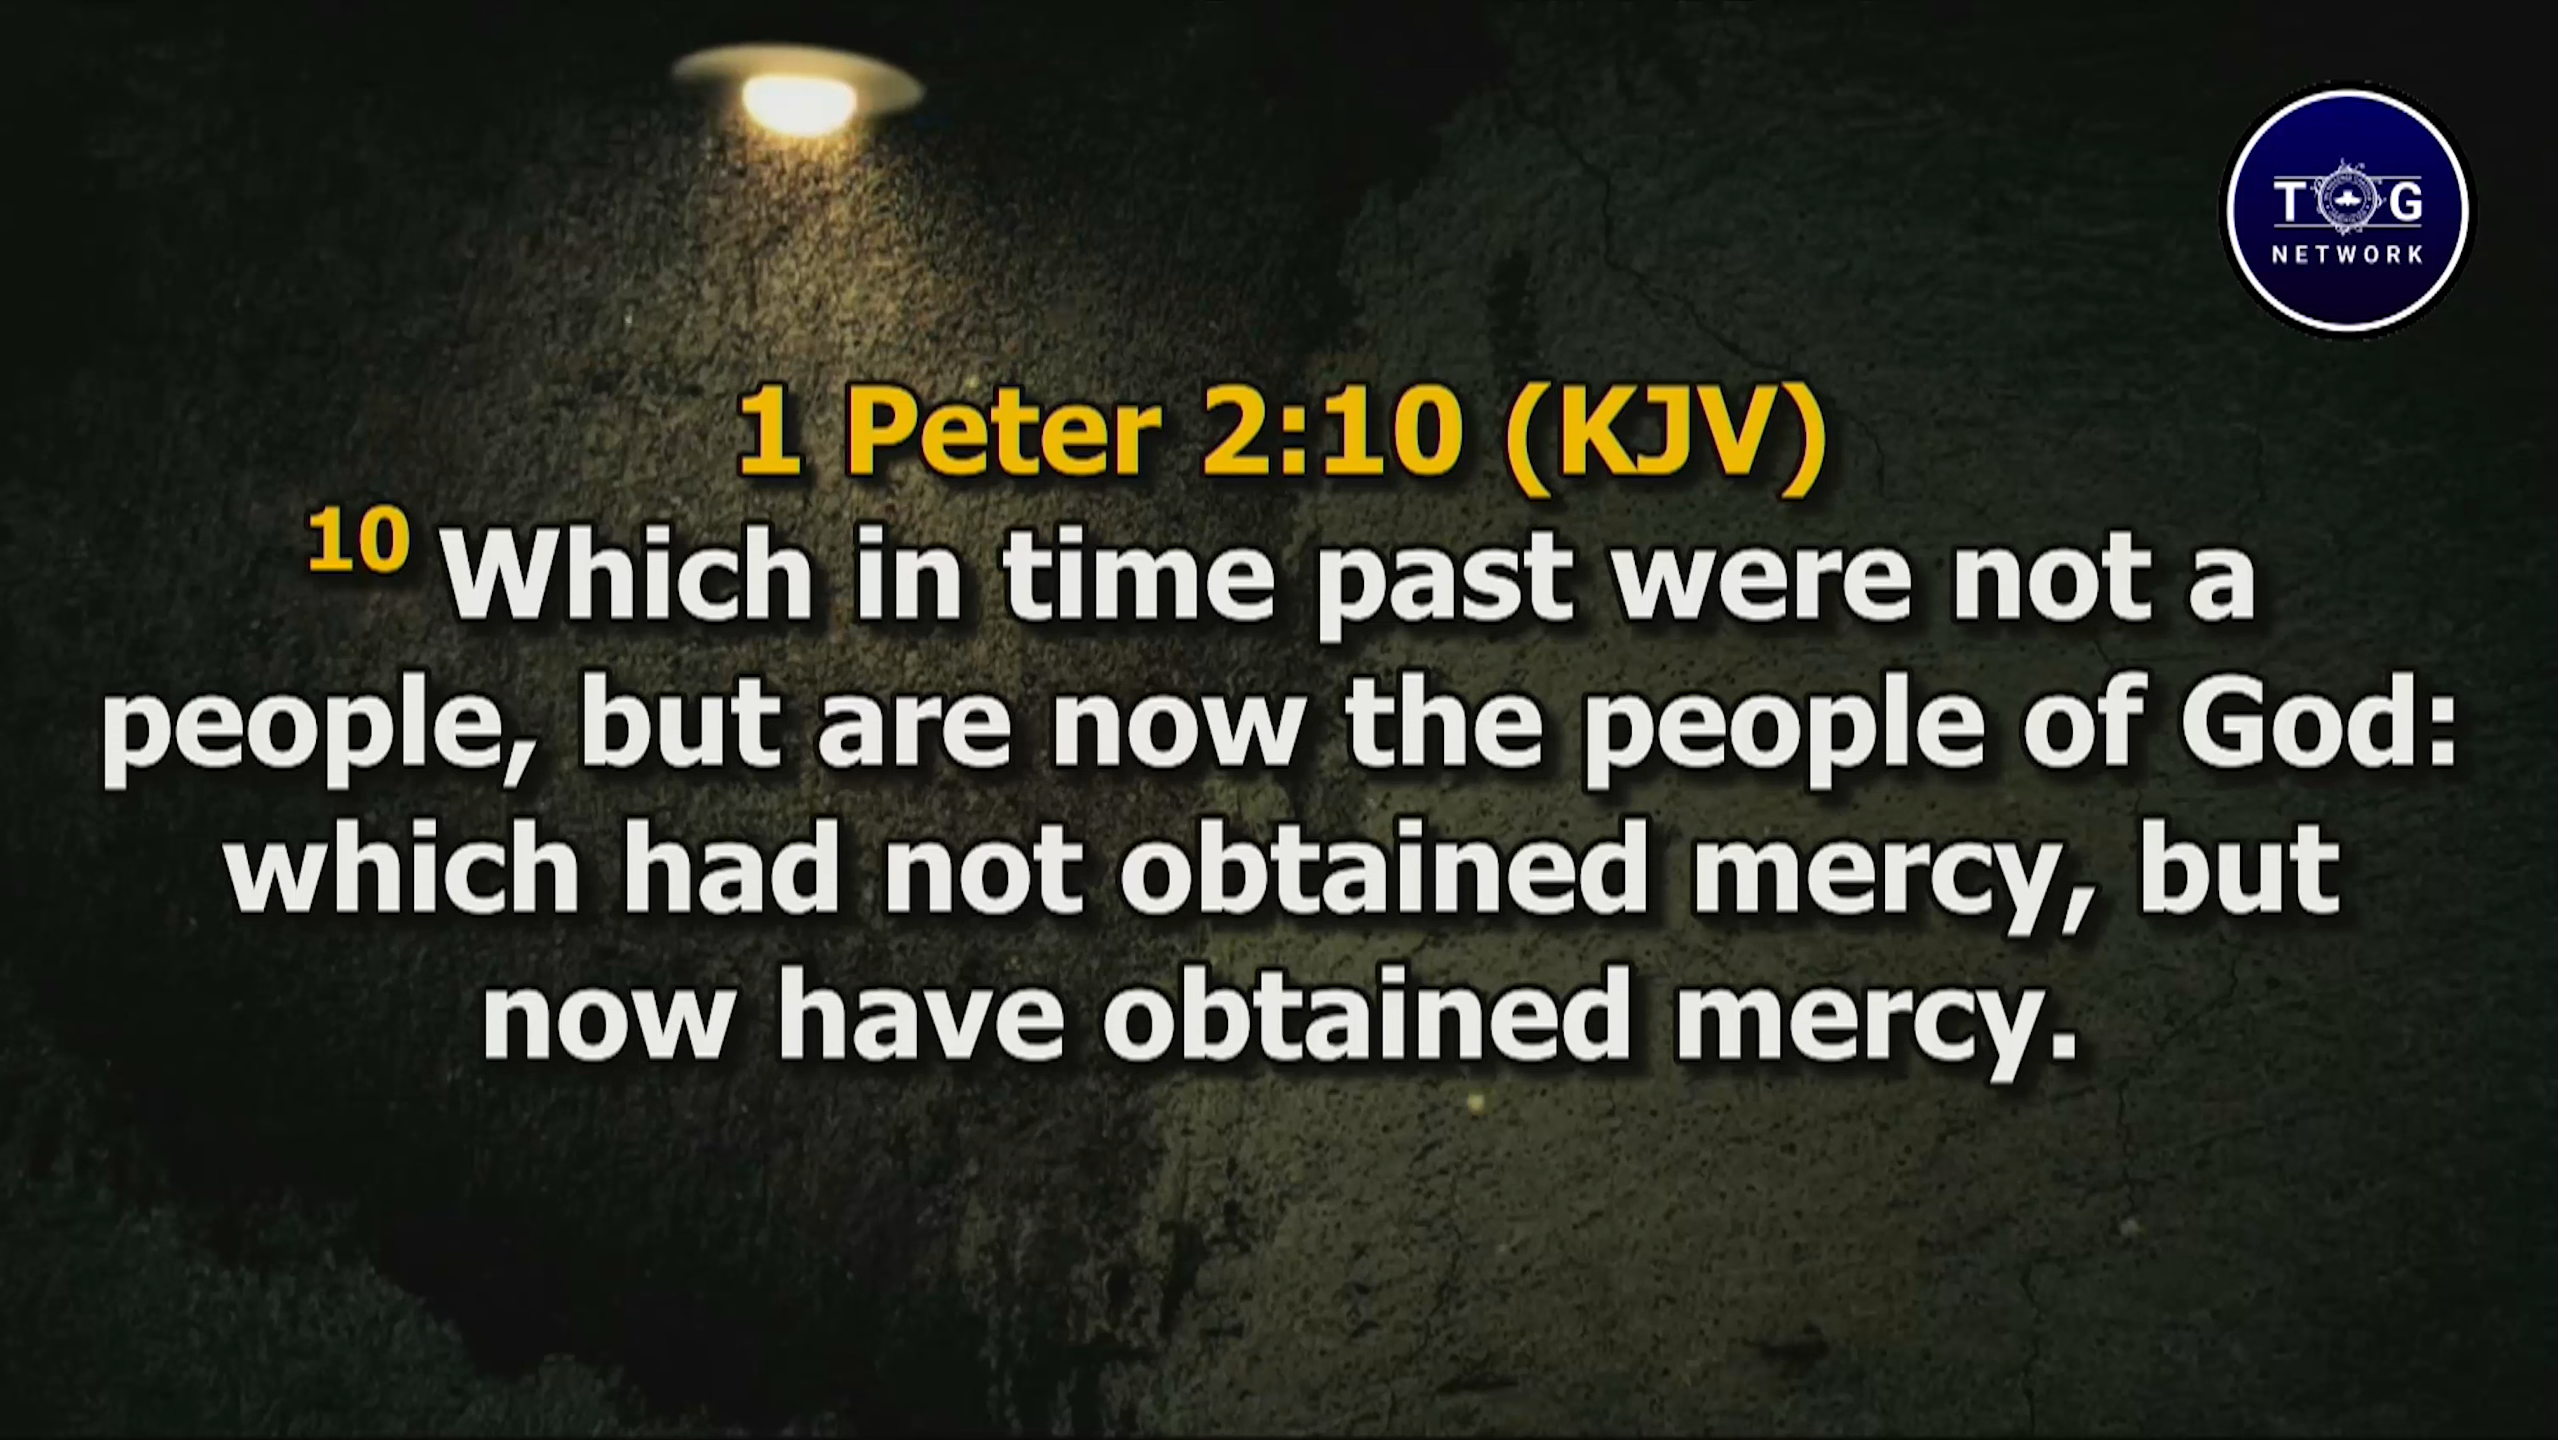 T G
NETWORK
1 Peter 2:10 (KJV)
10 Which in time past were not a
people, but are now the people of God:
which had not obtained mercy, but
now have obtained mercy.